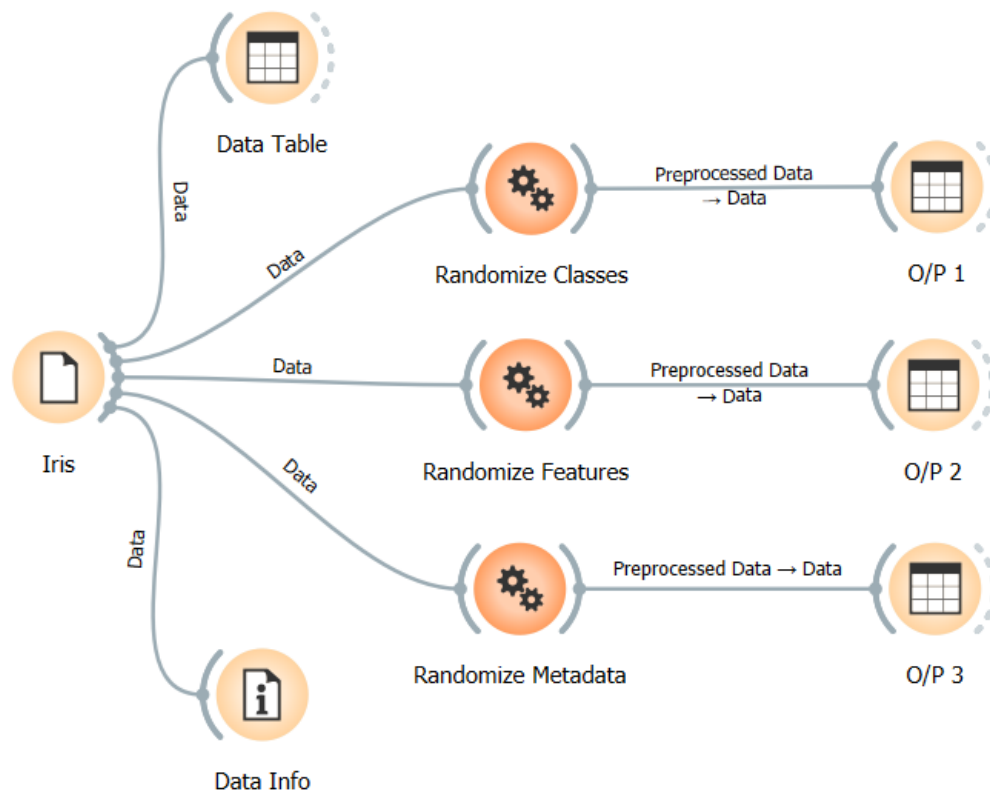 Data Table
Data
Preprocessed Data
→ Data
Data
Randomize Classes
O/P 1
Data
Preprocessed Data
→ Data
Iris
Randomize Features
O/P 2
Data
Data
Preprocessed Data → Data
Randomize Metadata
O/P 3
Data Info